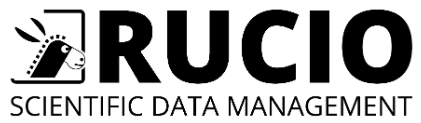 RUCIO
SCIENTIFIC DATA MANAGEMENT